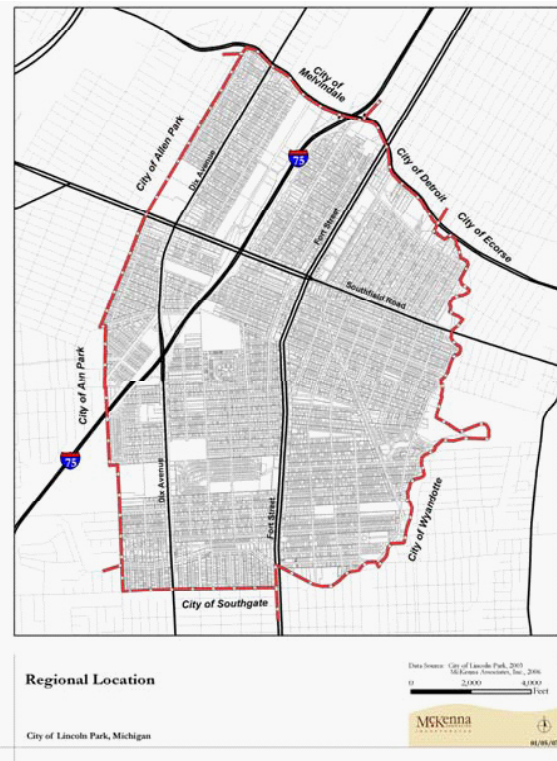 City of
Melvindale
City of Allen Park
Dix Avenue
75
City of Detroit
City of Ecorse
Fort Street
Southfield Road
City of Aln Park
75
Dix Avenue
Fort Street
City of Wyandotte
City of Southgate
Regional Location
Data Source: City of Lincoln Park, 2005
McKenna Associates, Inc., 2006
0 2,000 4,000
Feet
McKenna
City of Lincoln Park, Michigan